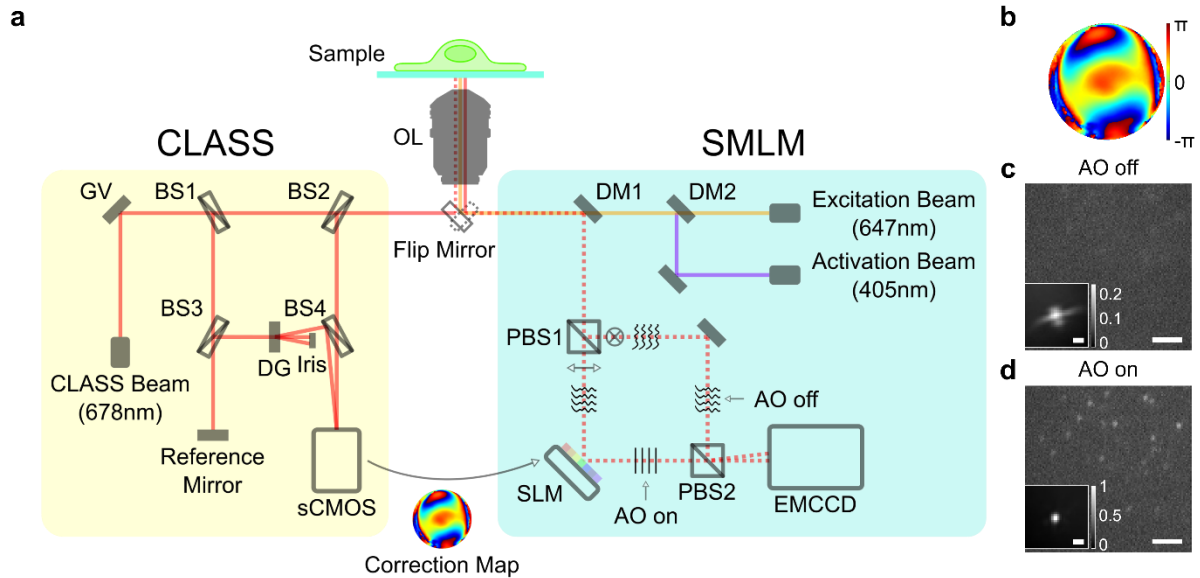 a
Sample
OL
CLASS
SMLM
GV
BS1
BS2
DM1
DM2
Flip Mirror
Excitation Beam
(647nm)
Activation Beam
(405nm)
BS3
BS4
DG
Iris
CLASS Beam
(678nm)
Reference
Mirror
sCMOS
PBS1
AO off
SLM
AO on
PBS2
EMCCD
Correction Map
b
π
0
-π
c
AO off
0.2
0.1
0
d
AO on
1
0.5
0